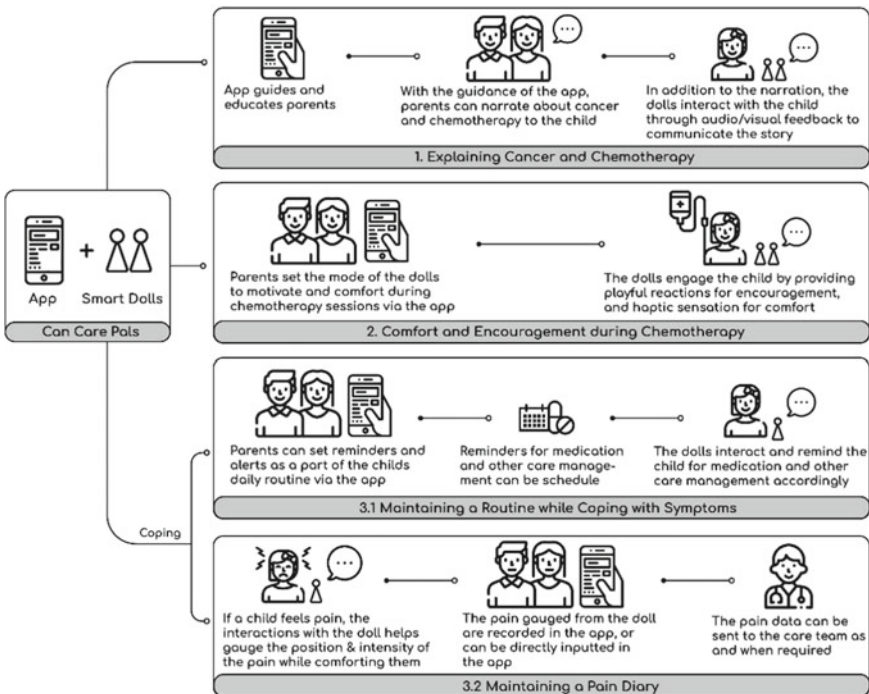 App guides and
educates parents
With the guidance of the app,
parents can narrate about cancer
and chemotherapy to the child
In addition to the narration, the
dolls interact with the child
through audio/visual feedback to
communicate the story
1. Explaining Cancer and Chemotherapy
App
+
Smart Dolls
Can Care Pals
Parents set the mode of the dolls
to motivate and comfort during
chemotherapy sessions via the app
The dolls engage the child by providing
playful reactions for encouragement,
and haptic sensation for comfort
2. Comfort and Encouragement during Chemotherapy
Coping
Parents can set reminders and
alerts as a part of the childs
daily routine via the app
Reminders for medication
and other care manage-
ment can be schedule
The dolls interact and remind the
child for medication and other
care management accordingly
3.1 Maintaining a Routine while Coping with Symptoms
If a child feels pain, the
interactions with the doll helps
gauge the position & intensity of
the pain while comforting them
The pain gauged from the doll
are recorded in the app, or
can be directly inputted in
the app
The pain data can be
sent to the care team as
and when required
3.2 Maintaining a Pain Diary